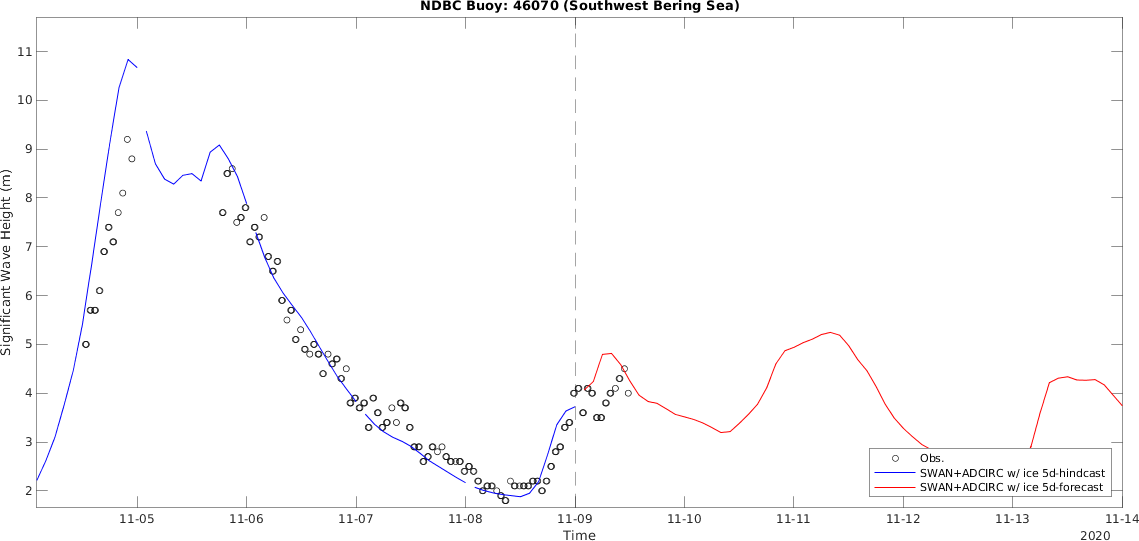 NDBC Buoy: 46070 (Southwest Bering Sea)
Significant Wave Height (m)
11
10
9
8
7
6
5
4
3
2
Obs.
SWAN+ADCIRC w/ ice 5d-hindcast
SWAN+ADCIRC w/ ice 5d-forecast
11-05 11-06 11-07 11-08 11-09 11-10 11-11 11-12 11-13 11-14
Time
2020